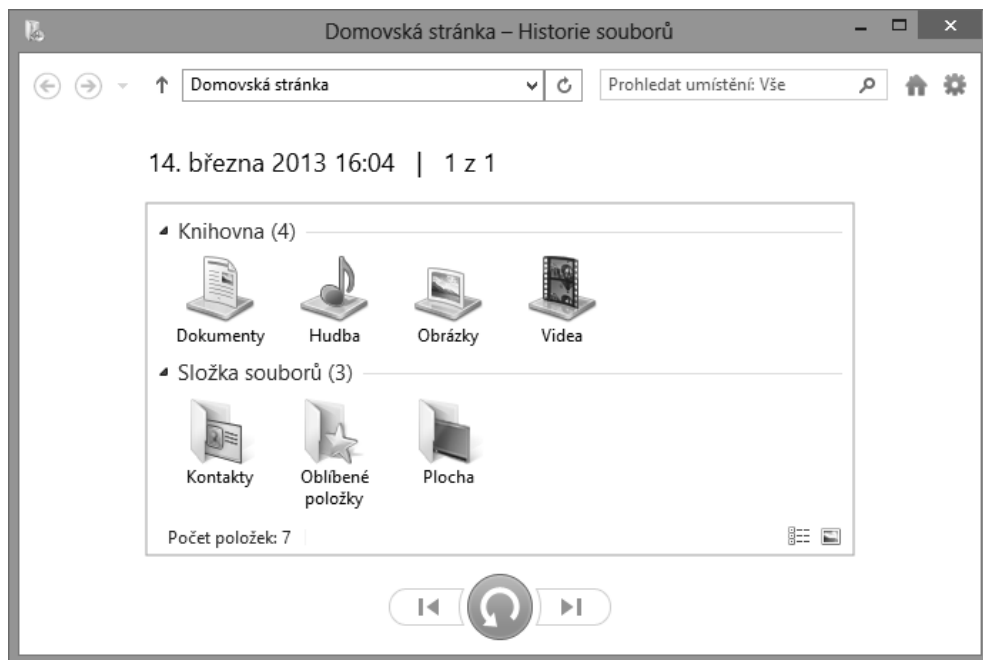 Domovská stránka – Historie souborů
Domovská stránka
Prohledat umístění: Vše
14. března 2013 16:04 | 1 z 1
Knihovna (4)
Dokumenty Hudba Obrázky Videa
Složka souborů (3)
Kontakty Oblíbené položky Plocha
Počet položek: 7